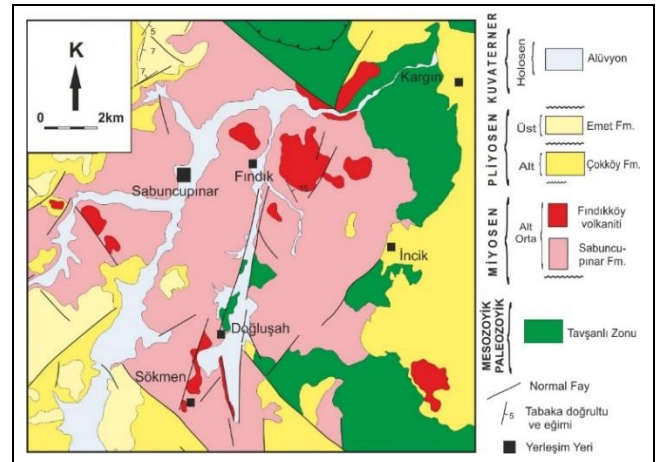 K
0 2km
5
7
7
Kargın
Fındık
Sabuncupınar
15
İncik
Doğluşah
Sökmen
KUVATERNER
Holosen
Alüvyon
PLİYOSEN
Üst
Emet Fm.
Alt
Çokköy Fm.
MİYOSEN
Alt
Orta
Fındıkköy
volkaniti
Sabuncu-
pınar Fm.
MESOZOYİK
PALEOZOYİK
Tavşanlı Zonu
Normal Fay
5
Tabaka doğrultu
ve eğimi
Yerleşim Yeri